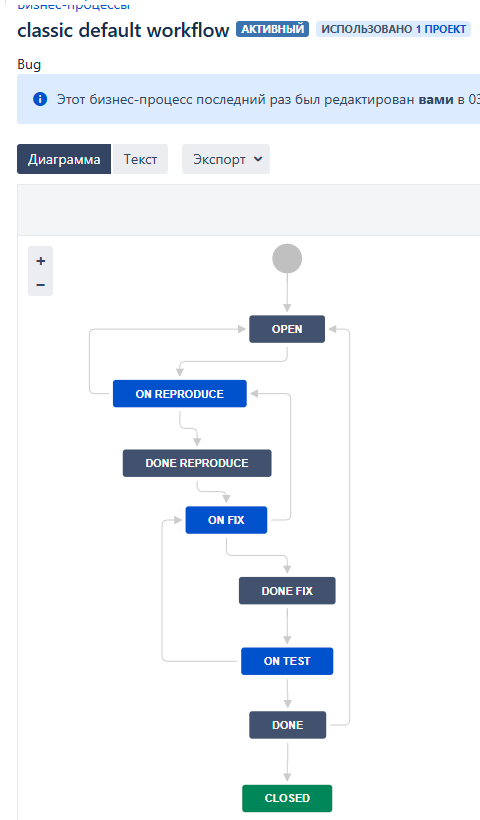 Бизнес-процессы
classic default workflow АКТИВНЫЙ ИСПОЛЬЗОВАНО 1 ПРОЕКТ
Bug
Этот бизнес-процесс последний раз был редактирован вами в 03
Диаграмма Текст Экспорт
+
−
OPEN
ON REPRODUCE
DONE REPRODUCE
ON FIX
DONE FIX
ON TEST
DONE
CLOSED